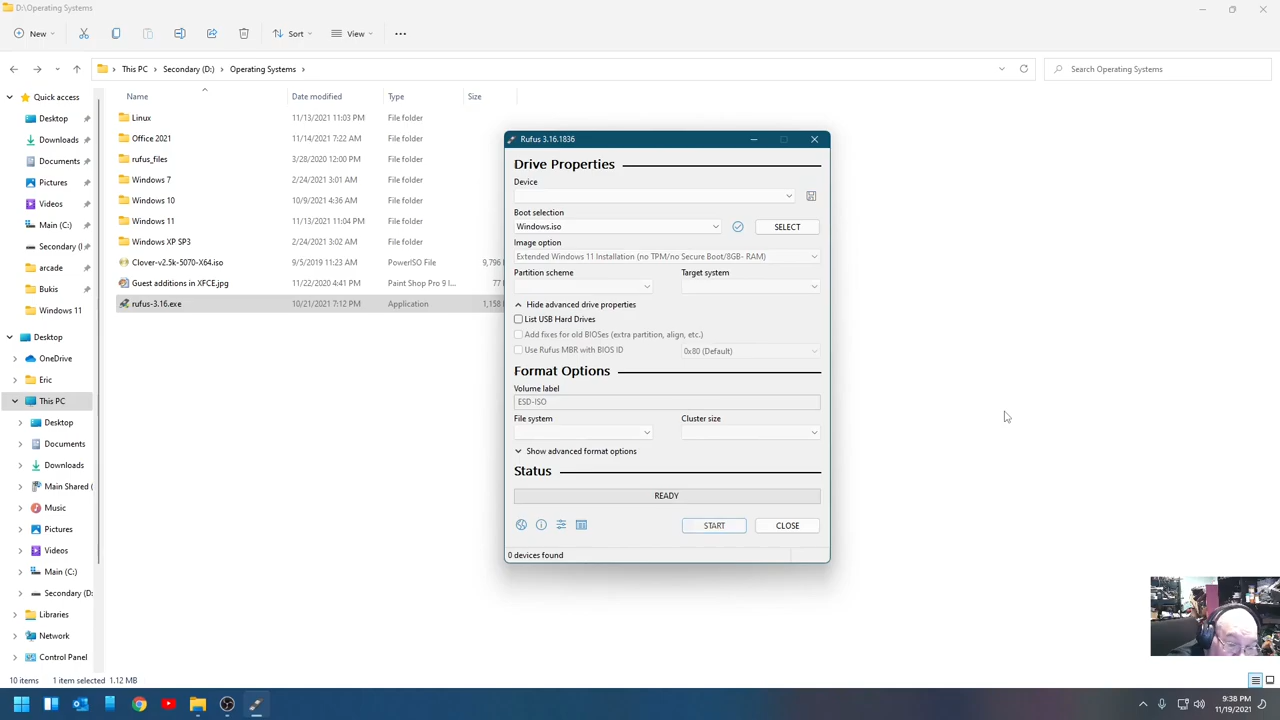 D:\Operating Systems
New
Sort
View
This PC
Secondary (D:)
Operating Systems
Search Operating Systems
Name
Date modified
Type
Size
Quick access
Desktop
Downloads
Documents
Pictures
Videos
Main (C:)
Secondary (
arcade
Bukis
Windows 11
Desktop
OneDrive
Eric
This PC
Desktop
Documents
Downloads
Main Shared (
Music
Pictures
Videos
Main (C:)
Secondary (D:
Libraries
Network
Control Panel
Linux 11/13/2021 11:03 PM File folder
Office 2021 11/14/2021 7:22 AM File folder
rufus_files 3/28/2020 12:00 PM File folder
Windows 7 2/24/2021 3:01 AM File folder
Windows 10 10/9/2021 4:36 AM File folder
Windows 11 11/13/2021 11:04 PM File folder
Windows XP SP3 2/24/2021 3:02 AM File folder
Clover-v2.5k-5070-X64.iso 9/5/2019 11:23 AM PowerISO File 9,796
Guest additions in XFCE.jpg 11/22/2020 4:41 PM Paint Shop Pro 9 I... 77
rufus-3.16.exe 10/21/2021 7:12 PM Application 1,158
Rufus 3.16.1836
Drive Properties
Device
Boot selection
Windows.iso
SELECT
Image option
Extended Windows 11 Installation (no TPM/no Secure Boot/8GB- RAM)
Partition scheme
Target system
Hide advanced drive properties
List USB Hard Drives
Add fixes for old BIOSes (extra partition, align, etc.)
Use Rufus MBR with BIOS ID
0x80 (Default)
Format Options
Volume label
ESD-ISO
File system
Cluster size
Show advanced format options
Status
READY
START
CLOSE
0 devices found
10 items
1 item selected 1.12 MB
9:38 PM
11/19/2021